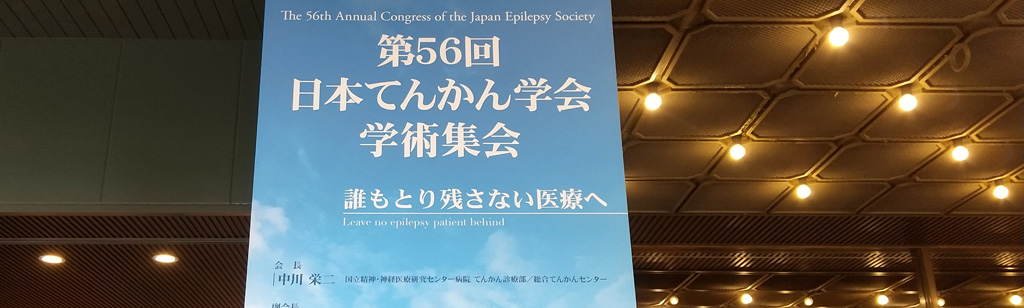 The 56th Annual Congress of the Japan Epilepsy Society
第56回
日本てんかん学会
学術集会
誰もとり残さない医療へ
Leave no epilepsy patient behind
会 長
中川 栄二 国立精神・神経医療研究センター病院 てんかん診療部／総合てんかんセンター
副会長